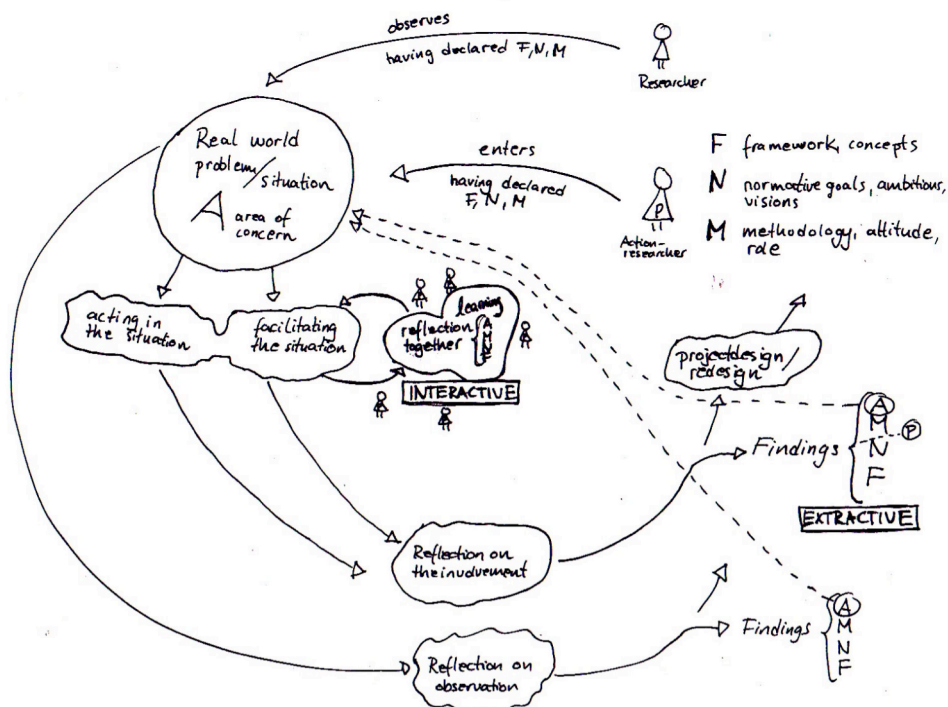 observes
having declared F, N, M
Researcher
Real world
problem/
situation
A area of
concern
enters
having declared
F, N, M
P
Action-
researcher
F framework, concepts
N normative goals, ambitions,
visions
M methodology, attitude,
role
acting in
the situation
facilitating
the situation
learning
reflection
together
A
M
N
F
INTERACTIVE
projectdesign/
redesign
Findings
A
M
N
F
P
EXTRACTIVE
Reflection on
the involvement
Findings
A
M
N
F
Reflection on
observation